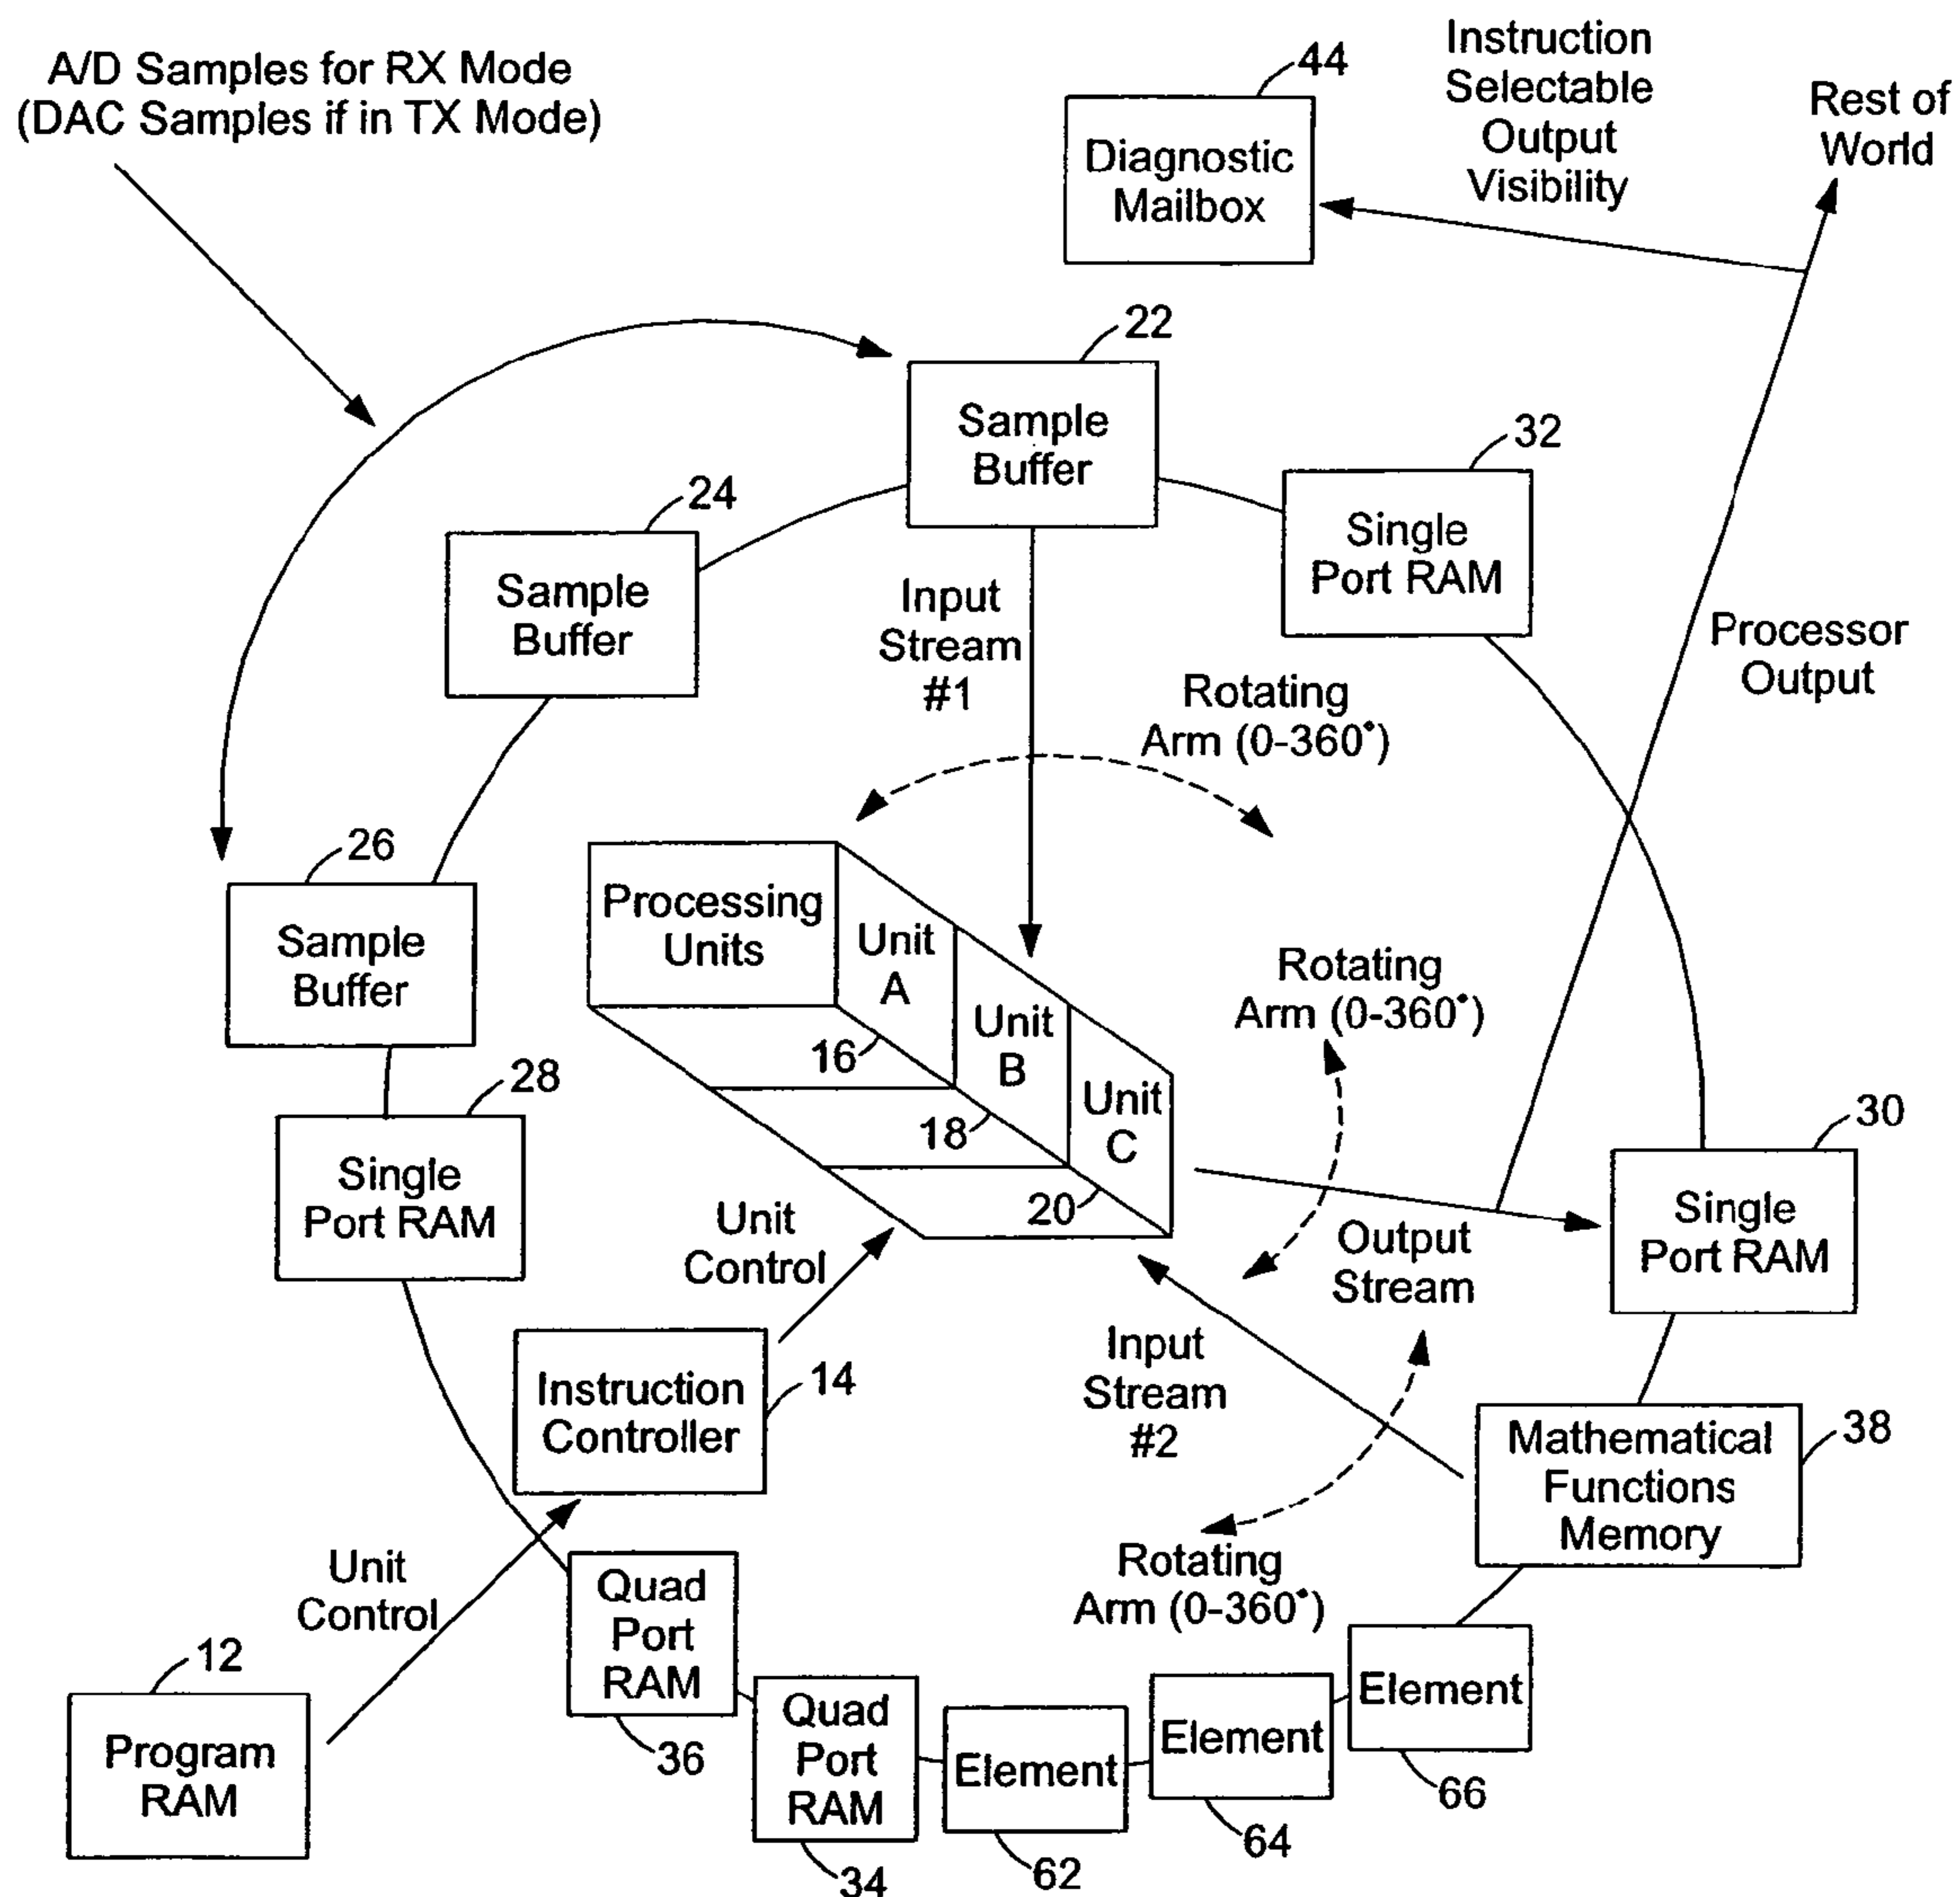 A/D Samples for RX Mode
(DAC Samples if in TX Mode)
44
Diagnostic
Mailbox
Instruction
Selectable
Output
Visibility
Rest of
World
22
Sample
Buffer
32
Single
Port RAM
24
Sample
Buffer
Input
Stream
#1
Rotating
Arm (0-360°)
Processor
Output
26
Sample
Buffer
Processing
Units
Unit
A
Unit
B
Unit
C
16
18
20
Rotating
Arm (0-360°)
28
Single
Port RAM
30
Single
Port RAM
Unit
Control
Output
Stream
Instruction
Controller
14
Input
Stream
#2
Mathematical
Functions
Memory
38
Unit
Control
Rotating
Arm (0-360°)
12
Program
RAM
Quad
Port
RAM
36
Quad
Port
RAM
34
Element
62
Element
64
Element
66